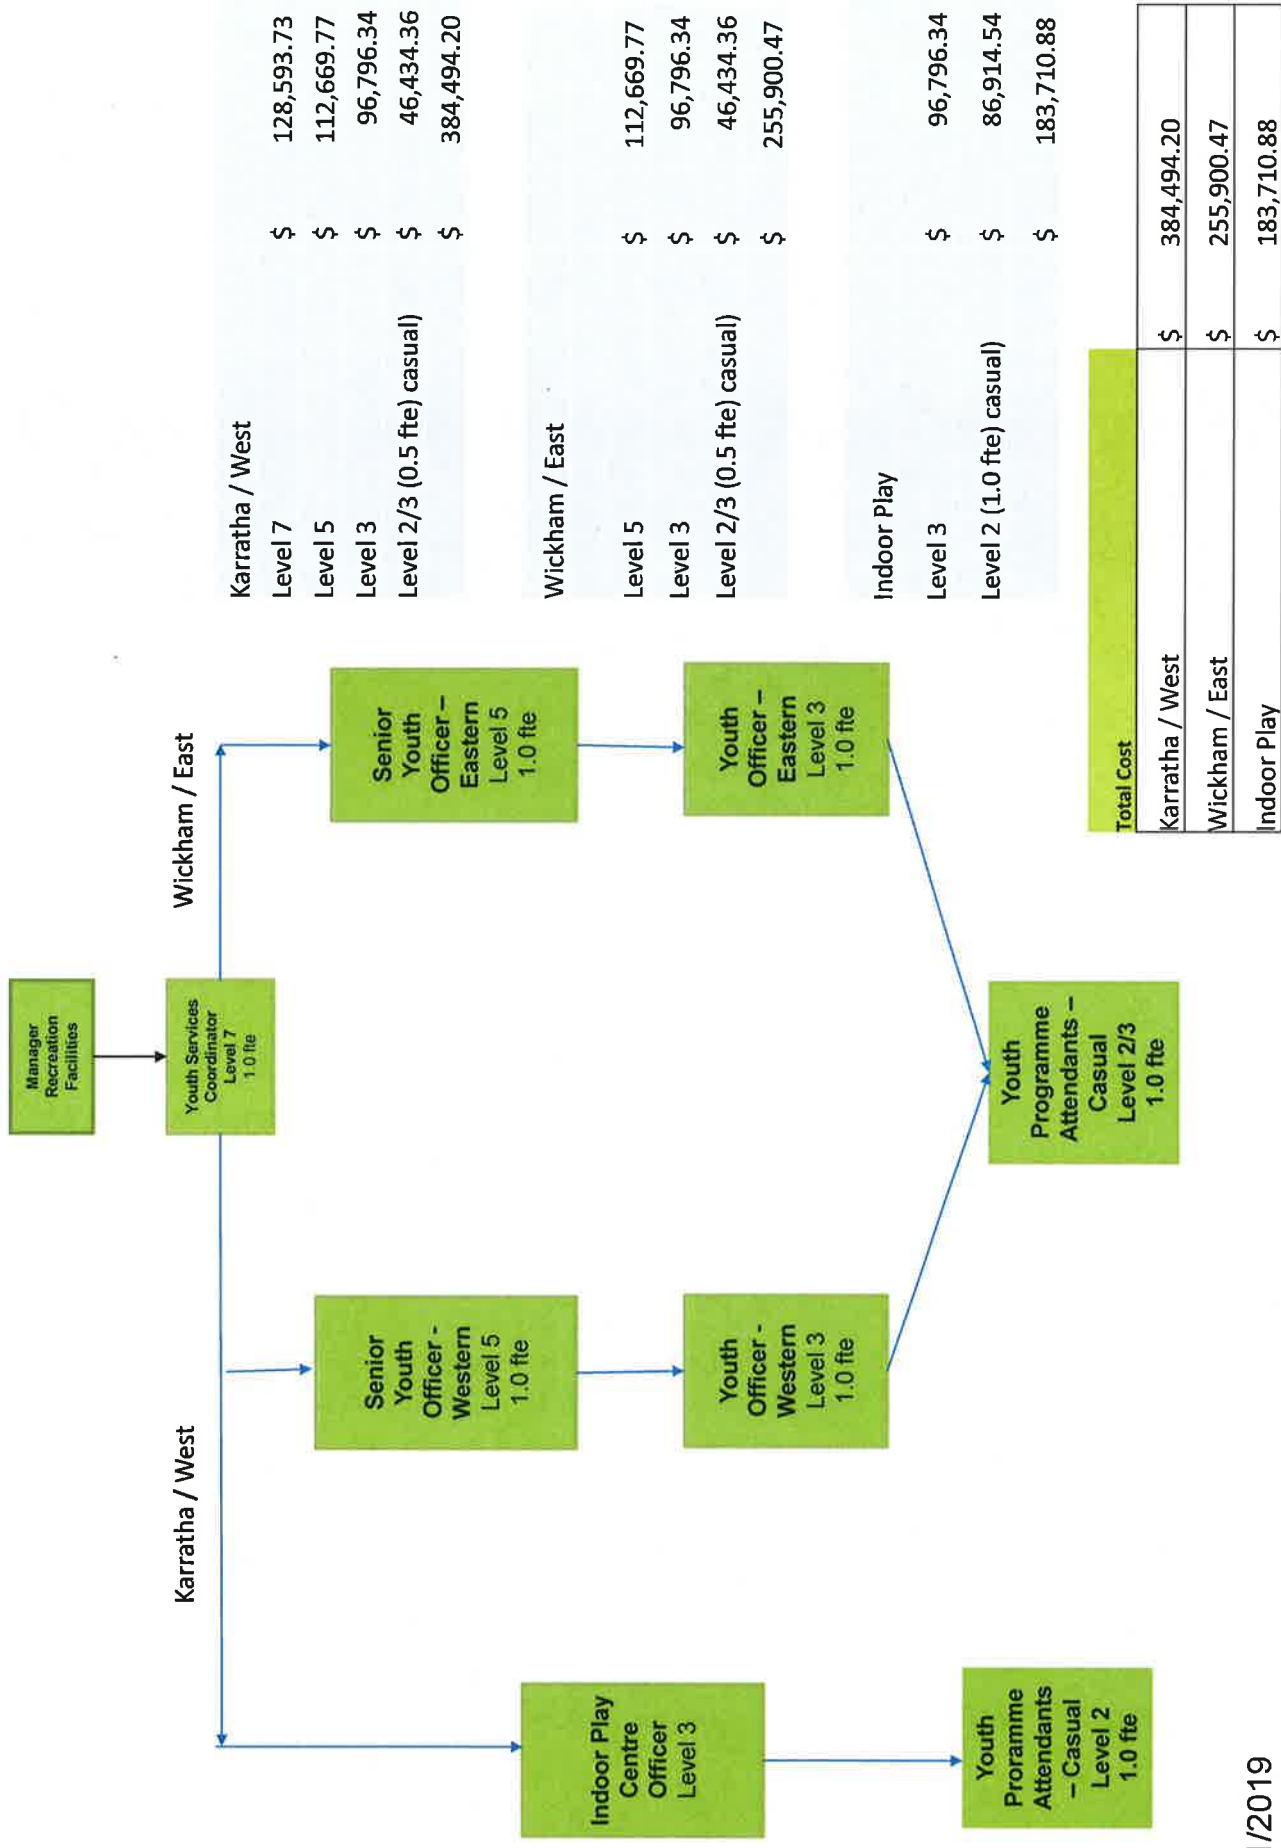 Manager
Recreation
Facilities
Youth Services
Coordinator
Level 7
1.0 fte
Karratha / West
Wickham / East
Indoor Play
Centre
Officer
Level 3
Senior
Youth
Officer -
Western
Level 5
1.0 fte
Senior
Youth
Officer –
Eastern
Level 5
1.0 fte
Youth
Officer -
Western
Level 3
1.0 fte
Youth
Officer –
Eastern
Level 3
1.0 fte
Youth
Proramme
Attendants
– Casual
Level 2
1.0 fte
Youth
Programme
Attendants –
Casual
Level 2/3
1.0 fte
Karratha / West
Level 7 $ 128,593.73
Level 5 $ 112,669.77
Level 3 $ 96,796.34
Level 2/3 (0.5 fte) casual) $ 46,434.36
$ 384,494.20
Wickham / East
Level 5 $ 112,669.77
Level 3 $ 96,796.34
Level 2/3 (0.5 fte) casual) $ 46,434.36
$ 255,900.47
Indoor Play
Level 3 $ 96,796.34
Level 2 (1.0 fte) casual) $ 86,914.54
$ 183,710.88
Total Cost
Karratha / West $ 384,494.20
Wickham / East $ 255,900.47
Indoor Play $ 183,710.88
/2019